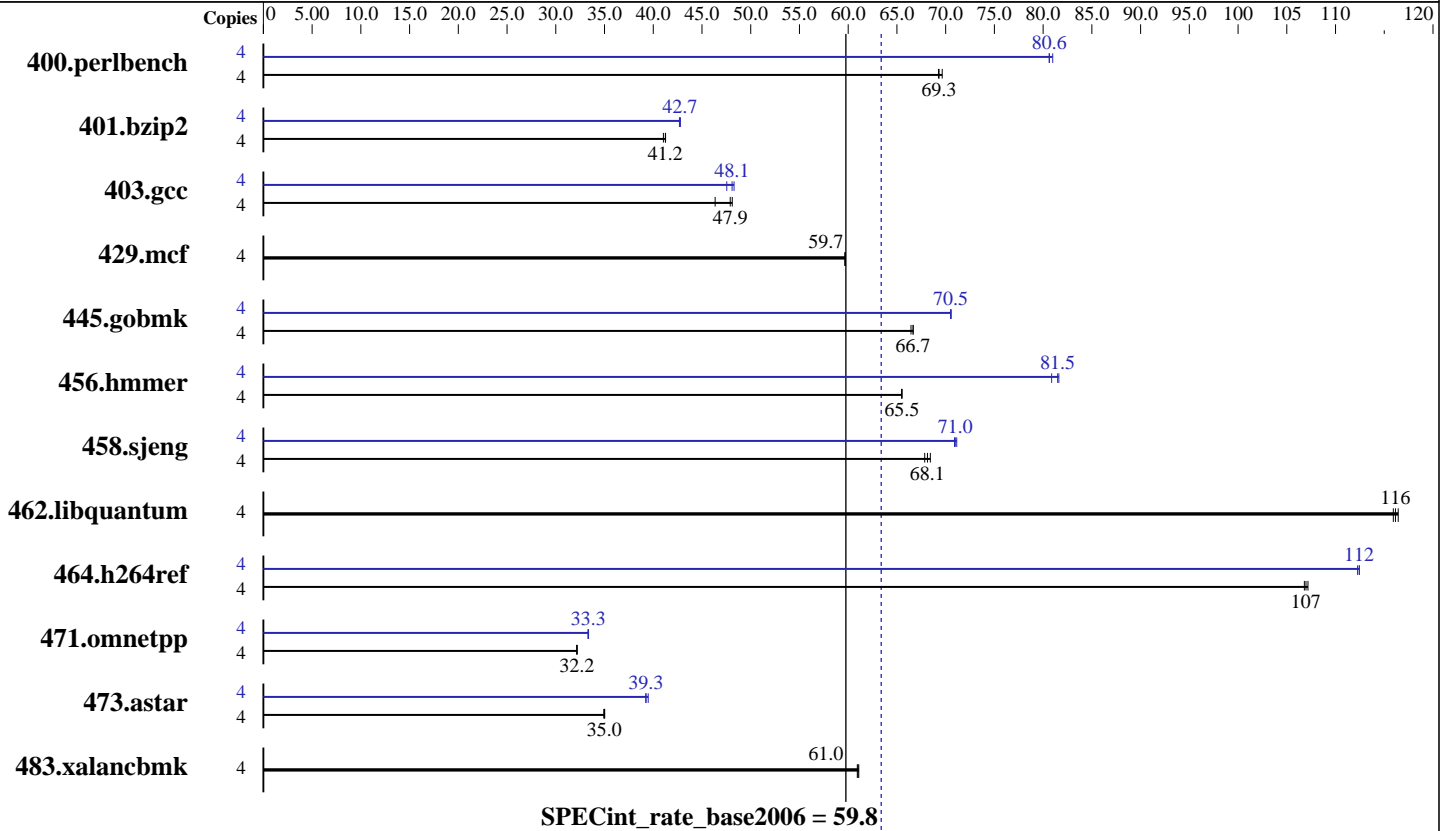 Copies 0 5.00 10.0 15.0 20.0 25.0 30.0 35.0 40.0 45.0 50.0 55.0 60.0 65.0 70.0 75.0 80.0 85.0 90.0 95.0 100 105 110 120
400.perlbench 4 80.6
4 69.3
401.bzip2 4 42.7
4 41.2
403.gcc 4 48.1
4 47.9
429.mcf 4 59.7
445.gobmk 4 70.5
4 66.7
456.hmmer 4 81.5
4 65.5
458.sjeng 4 71.0
4 68.1
462.libquantum 4 116
464.h264ref 4 112
4 107
471.omnetpp 4 33.3
4 32.2
473.astar 4 39.3
4 35.0
483.xalancbmk 4 61.0
SPECint_rate_base2006 = 59.8